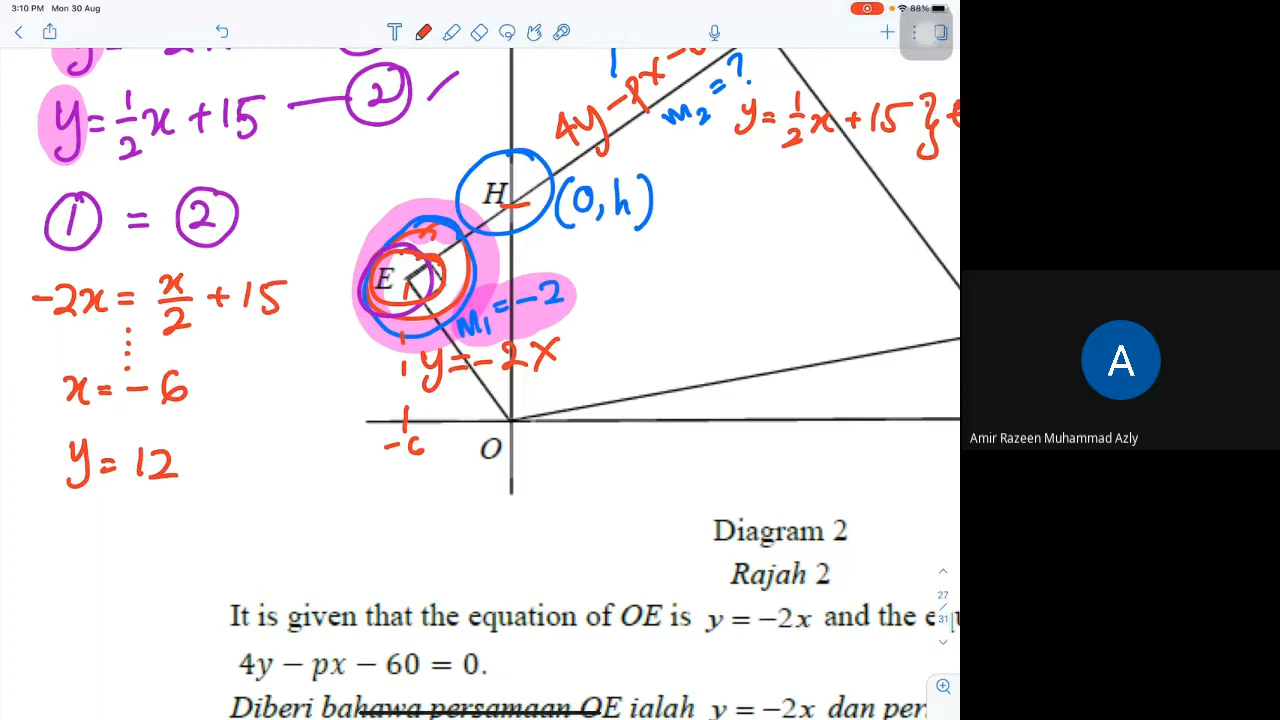 3:10 PM Mon 30 Aug
88%
T
y = 1/2 x + 15 — ②
① = ②
-2x = x/2 + 15
x = -6
y = 12
4y - px - 6
m₂ = ?
y = 1/2 x + 15 }
H (0, h)
E
m₁ = -2
y = -2x
-6
O
Diagram 2
Rajah 2
27
31
It is given that the equation of OE is y = −2x and the
4y − px − 60 = 0.
Diberi bahawa persamaan OE ialah y = −2x dan
A
Amir Razeen Muhammad Azly